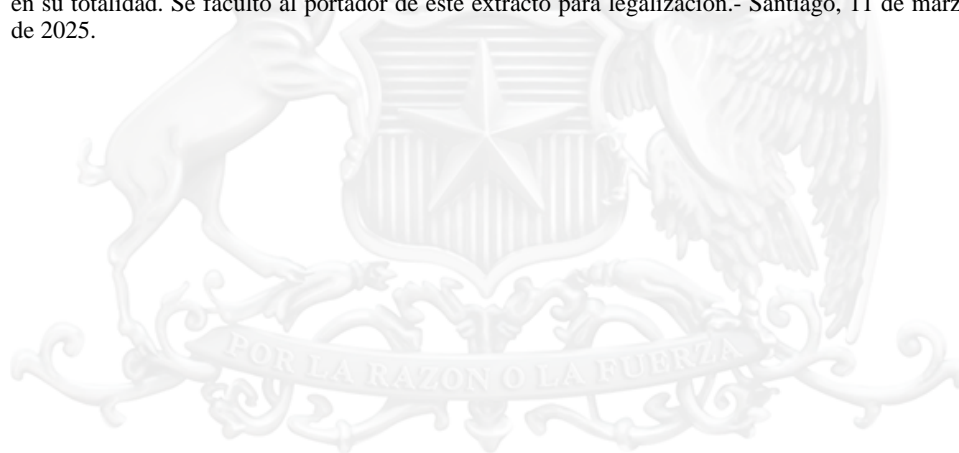 en su totalidad. Se facultó al portador de este extracto para legalización.- Santiago, 11 de marz
de 2025.
POR LA RAZON O LA FUERZA